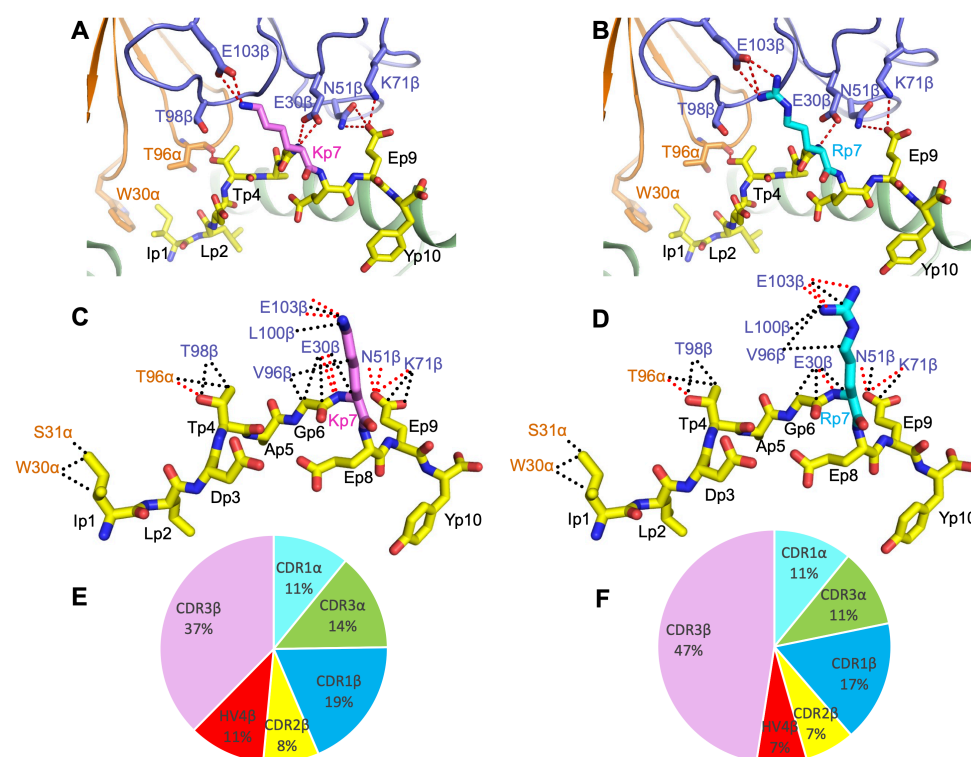 A
E103β
K71β
N51β
E30β
T98β
T96α
Kp7
Ep9
W30α
Tp4
Ip1
Lp2
Yp10
B
E103β
K71β
N51β
E30β
T98β
T96α
Rp7
Ep9
W30α
Tp4
Ip1
Lp2
Yp10
C
E103β
L100β
E30β
T98β
N51β
K71β
V96β
T96α
Kp7
Tp4
Gp6
Ep9
Ap5
S31α
W30α
Ep8
Dp3
Ip1
Lp2
Yp10
D
E103β
L100β
T98β
V96β
E30β
N51β
K71β
T96α
Tp4
Gp6
Rp7
Ep9
Ap5
S31α
W30α
Ep8
Dp3
Ip1
Lp2
Yp10
E
CDR1α
11%
CDR3α
14%
CDR1β
19%
CDR2β
8%
HV4β
11%
CDR3β
37%
F
CDR1α
11%
CDR3α
11%
CDR1β
17%
CDR2β
7%
HV4β
7%
CDR3β
47%